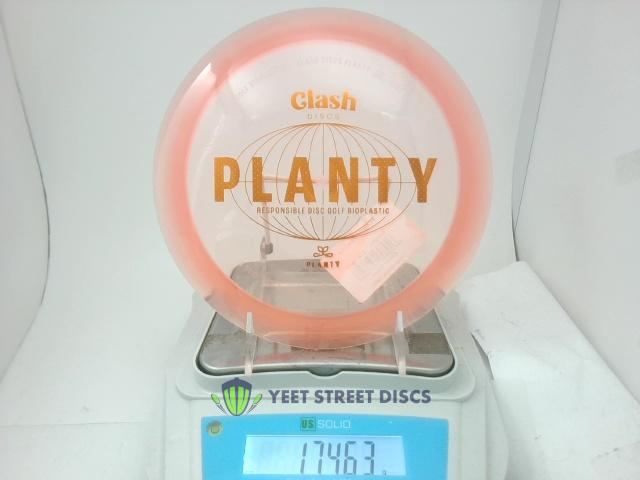 Clash
DISCS
PLANTY
RESPONSIBLE DISC GOLF BIOPLASTIC
PLANTY
YEET STREET DISCS
US SOLID
174.63 g